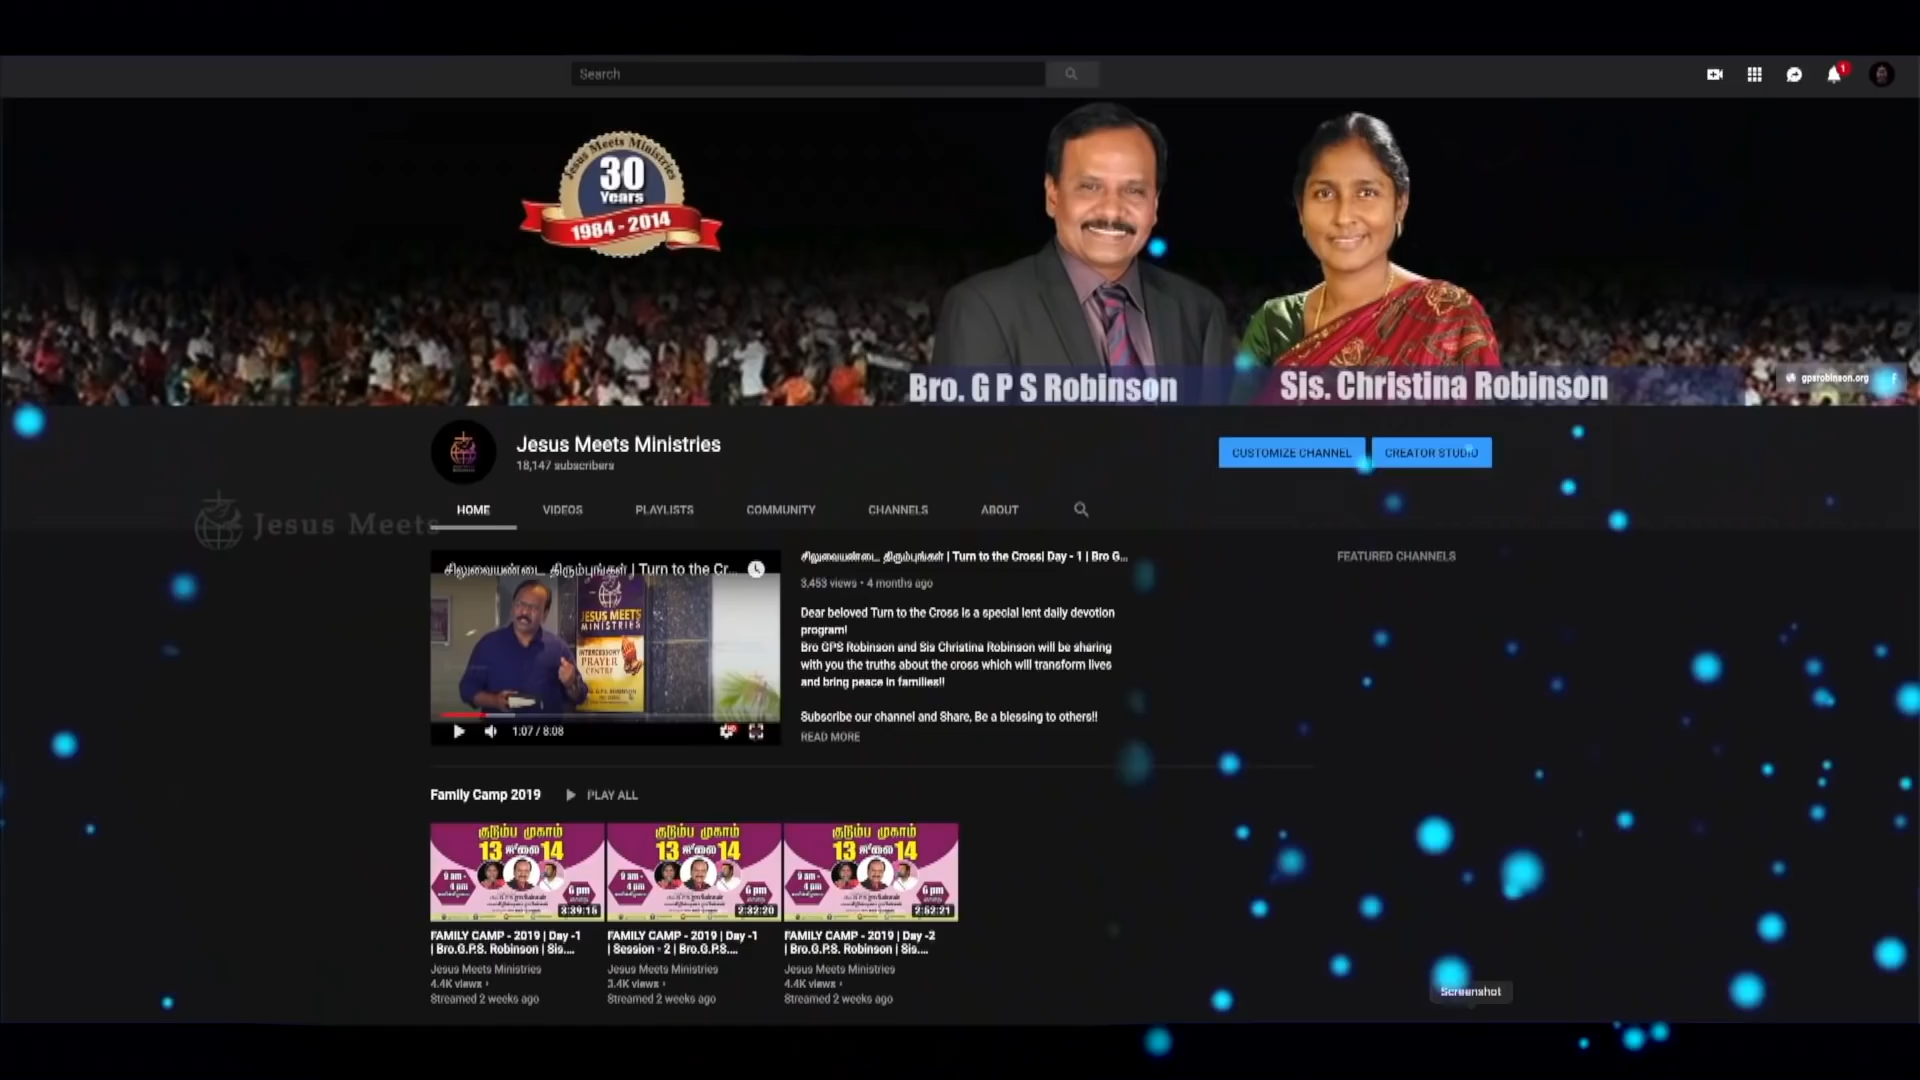 Search
1
Jesus Meets Ministries
30
Years
1984 - 2014
Bro. G P S Robinson
Sis. Christina Robinson
gpsrobinson.org
Jesus Meets Ministries
18,147 subscribers
CUSTOMIZE CHANNEL
CREATOR STUDIO
HOME
VIDEOS
PLAYLISTS
COMMUNITY
CHANNELS
ABOUT
Jesus Meets
சிலுவையண்டை திரும்புங்கள் | Turn to the Cr...
JESUS MEETS
MINISTRIES
INTERCESSORY
PRAYER
CENTRE
1:07 / 8:08
சிலுவையண்டை திரும்புங்கள் | Turn to the Cross| Day - 1 | Bro G...
3,453 views • 4 months ago
Dear beloved Turn to the Cross is a special lent daily devotion
program!
Bro GPS Robinson and Sis Christina Robinson will be sharing
with you the truths about the cross which will transform lives
and bring peace in families!!
Subscribe our channel and Share, Be a blessing to others!!
READ MORE
FEATURED CHANNELS
Family Camp 2019
PLAY ALL
குடும்ப முகாம்
13 ஜூலை 14
9 am -
4 pm
6 pm
3:39:15
FAMILY CAMP - 2019 | Day -1
| Bro.G.P.S. Robinson | Sis....
Jesus Meets Ministries
4.4K views •
Streamed 2 weeks ago
குடும்ப முகாம்
13 ஜூலை 14
9 am -
4 pm
6 pm
2:32:20
FAMILY CAMP - 2019 | Day -1
| Session - 2 | Bro.G.P.S....
Jesus Meets Ministries
3.4K views •
Streamed 2 weeks ago
குடும்ப முகாம்
13 ஜூலை 14
9 am -
4 pm
6 pm
2:52:21
FAMILY CAMP - 2019 | Day -2
| Bro.G.P.S. Robinson | Sis....
Jesus Meets Ministries
4.4K views •
Streamed 2 weeks ago
Screenshot